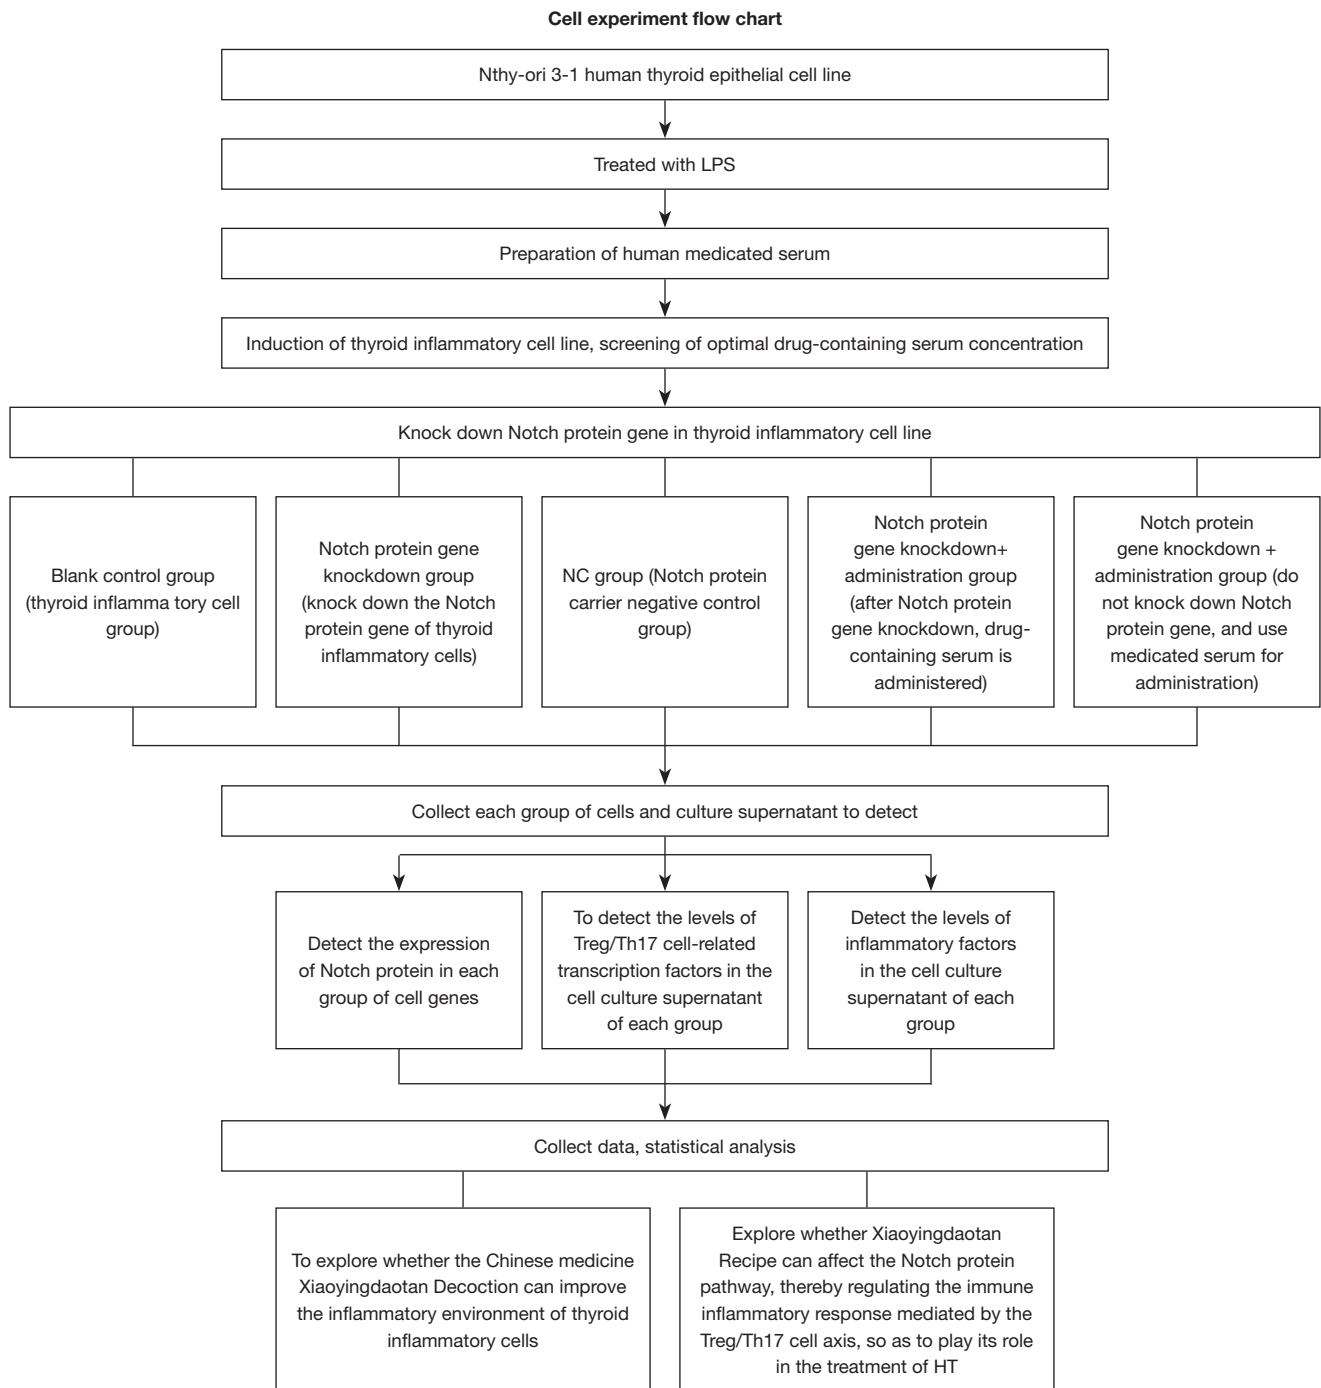 Cell experiment flow chart
Nthy-ori 3-1 human thyroid epithelial cell line
Treated with LPS
Preparation of human medicated serum
Induction of thyroid inflammatory cell line, screening of optimal drug-containing serum concentration
Knock down Notch protein gene in thyroid inflammatory cell line
Blank control group
(thyroid inflamma tory cell
group)
Notch protein gene
knockdown group
(knock down the Notch
protein gene of thyroid
inflammatory cells)
NC group (Notch protein
carrier negative control
group)
Notch protein
gene knockdown+
administration group
(after Notch protein
gene knockdown, drug-
containing serum is
administered)
Notch protein
gene knockdown +
administration group (do
not knock down Notch
protein gene, and use
medicated serum for
administration)
Collect each group of cells and culture supernatant to detect
Detect the expression
of Notch protein in each
group of cell genes
To detect the levels of
Treg/Th17 cell-related
transcription factors in the
cell culture supernatant
of each group
Detect the levels of
inflammatory factors
in the cell culture
supernatant of each
group
Collect data, statistical analysis
To explore whether the Chinese medicine
Xiaoyingdaotan Decoction can improve
the inflammatory environment of thyroid
inflammatory cells
Explore whether Xiaoyingdaotan
Recipe can affect the Notch protein
pathway, thereby regulating the immune
inflammatory response mediated by the
Treg/Th17 cell axis, so as to play its role
in the treatment of HT